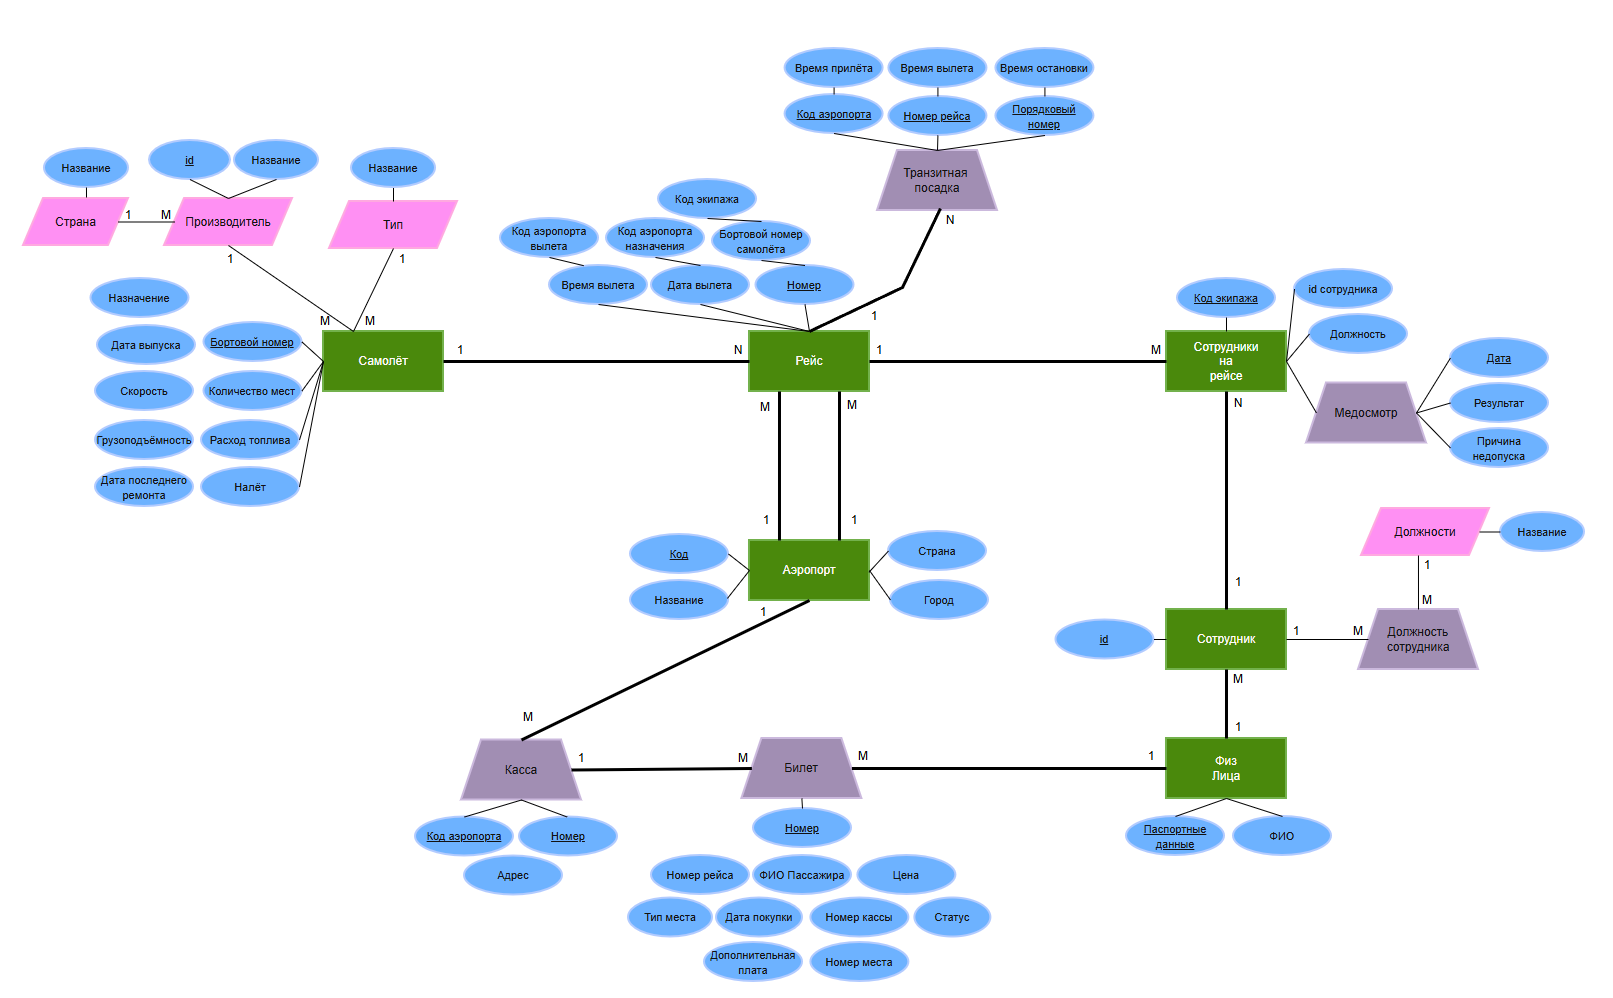 Время прилёта
Время вылета
Время остановки
Код аэропорта
Номер рейса
Порядковый
номер
Транзитная
посадка
N
Название
id
Название
Название
Страна
1
M
Производитель
Тип
1
1
M
M
Код экипажа
Код аэропорта
вылета
Код аэропорта
назначения
Бортовой номер
самолёта
Время вылета
Дата вылета
Номер
1
Назначение
Дата выпуска
Бортовой номер
Скорость
Количество мест
Грузоподъёмность
Расход топлива
Дата последнего
ремонта
Налёт
Самолёт
1
N
Рейс
1
M
Код экипажа
id сотрудника
Должность
Сотрудники
на
рейсе
Дата
Медосмотр
Результат
Причина
недопуска
M
M
N
1
1
Код
Название
Аэропорт
Страна
Город
1
Должности
Название
1
M
1
id
Сотрудник
1
M
Должность
сотрудника
M
1
M
Касса
1
M
Билет
M
1
Физ
Лица
Код аэропорта
Номер
Адрес
Номер
Паспортные
данные
ФИО
Номер рейса
ФИО Пассажира
Цена
Тип места
Дата покупки
Номер кассы
Статус
Дополнительная
плата
Номер места